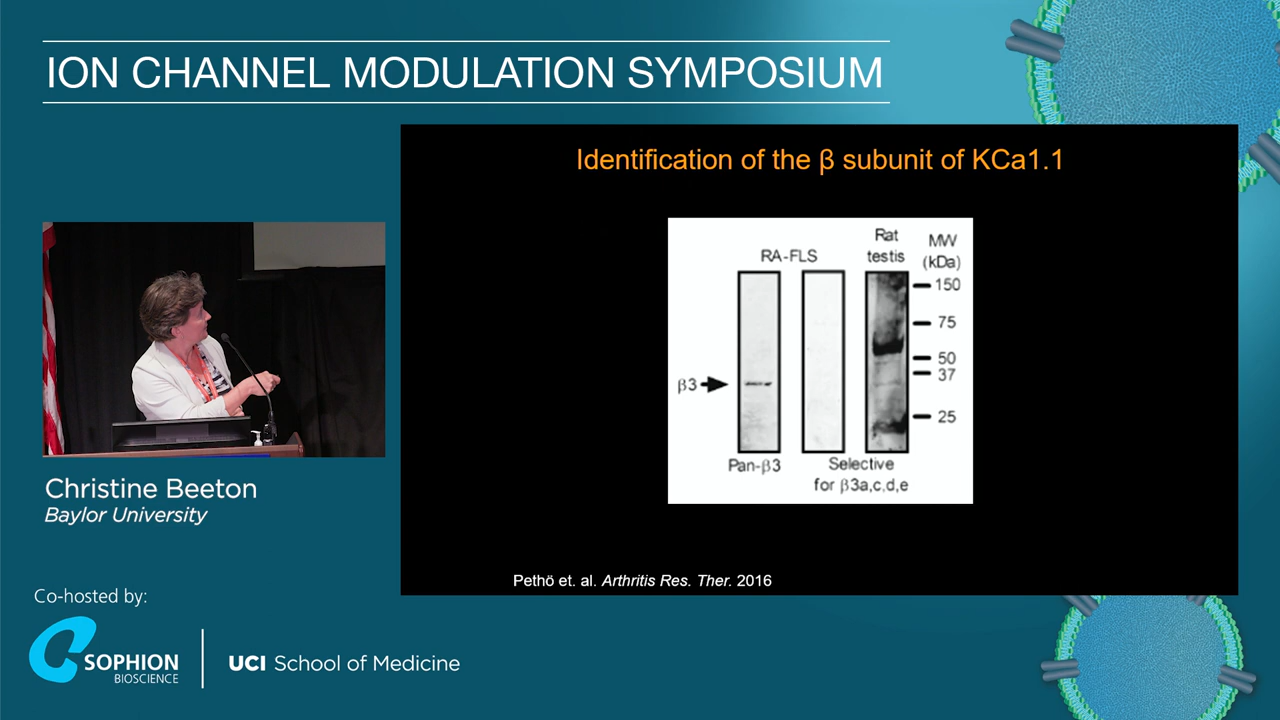 ION CHANNEL MODULATION SYMPOSIUM
Identification of the β subunit of KCa1.1
RA-FLS
Rat
testis
MW
(kDa)
150
75
50
37
25
β3
Pan-β3
Selective
for β3a,c,d,e
Pethö et. al. Arthritis Res. Ther. 2016
Christine Beeton
Baylor University
Co-hosted by:
SOPHION
BIOSCIENCE
UCI School of Medicine